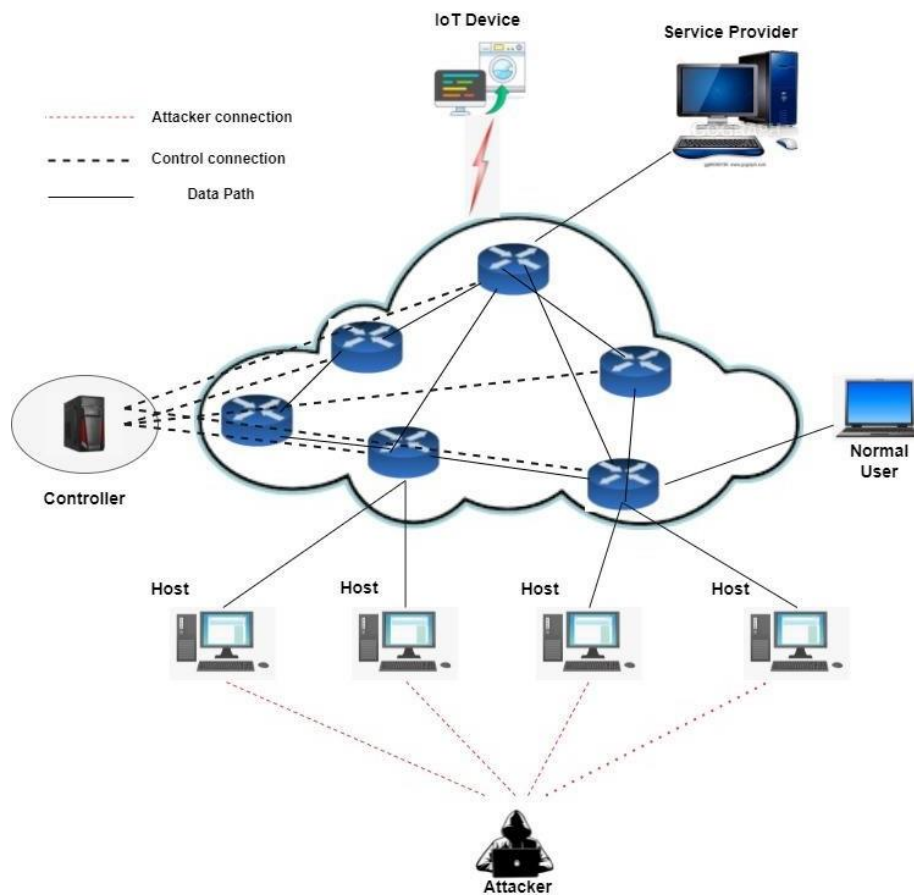 IoT Device
Service Provider
Attacker connection
Control connection
Data Path
Controller
Normal
User
Host
Host
Host
Host
Attacker